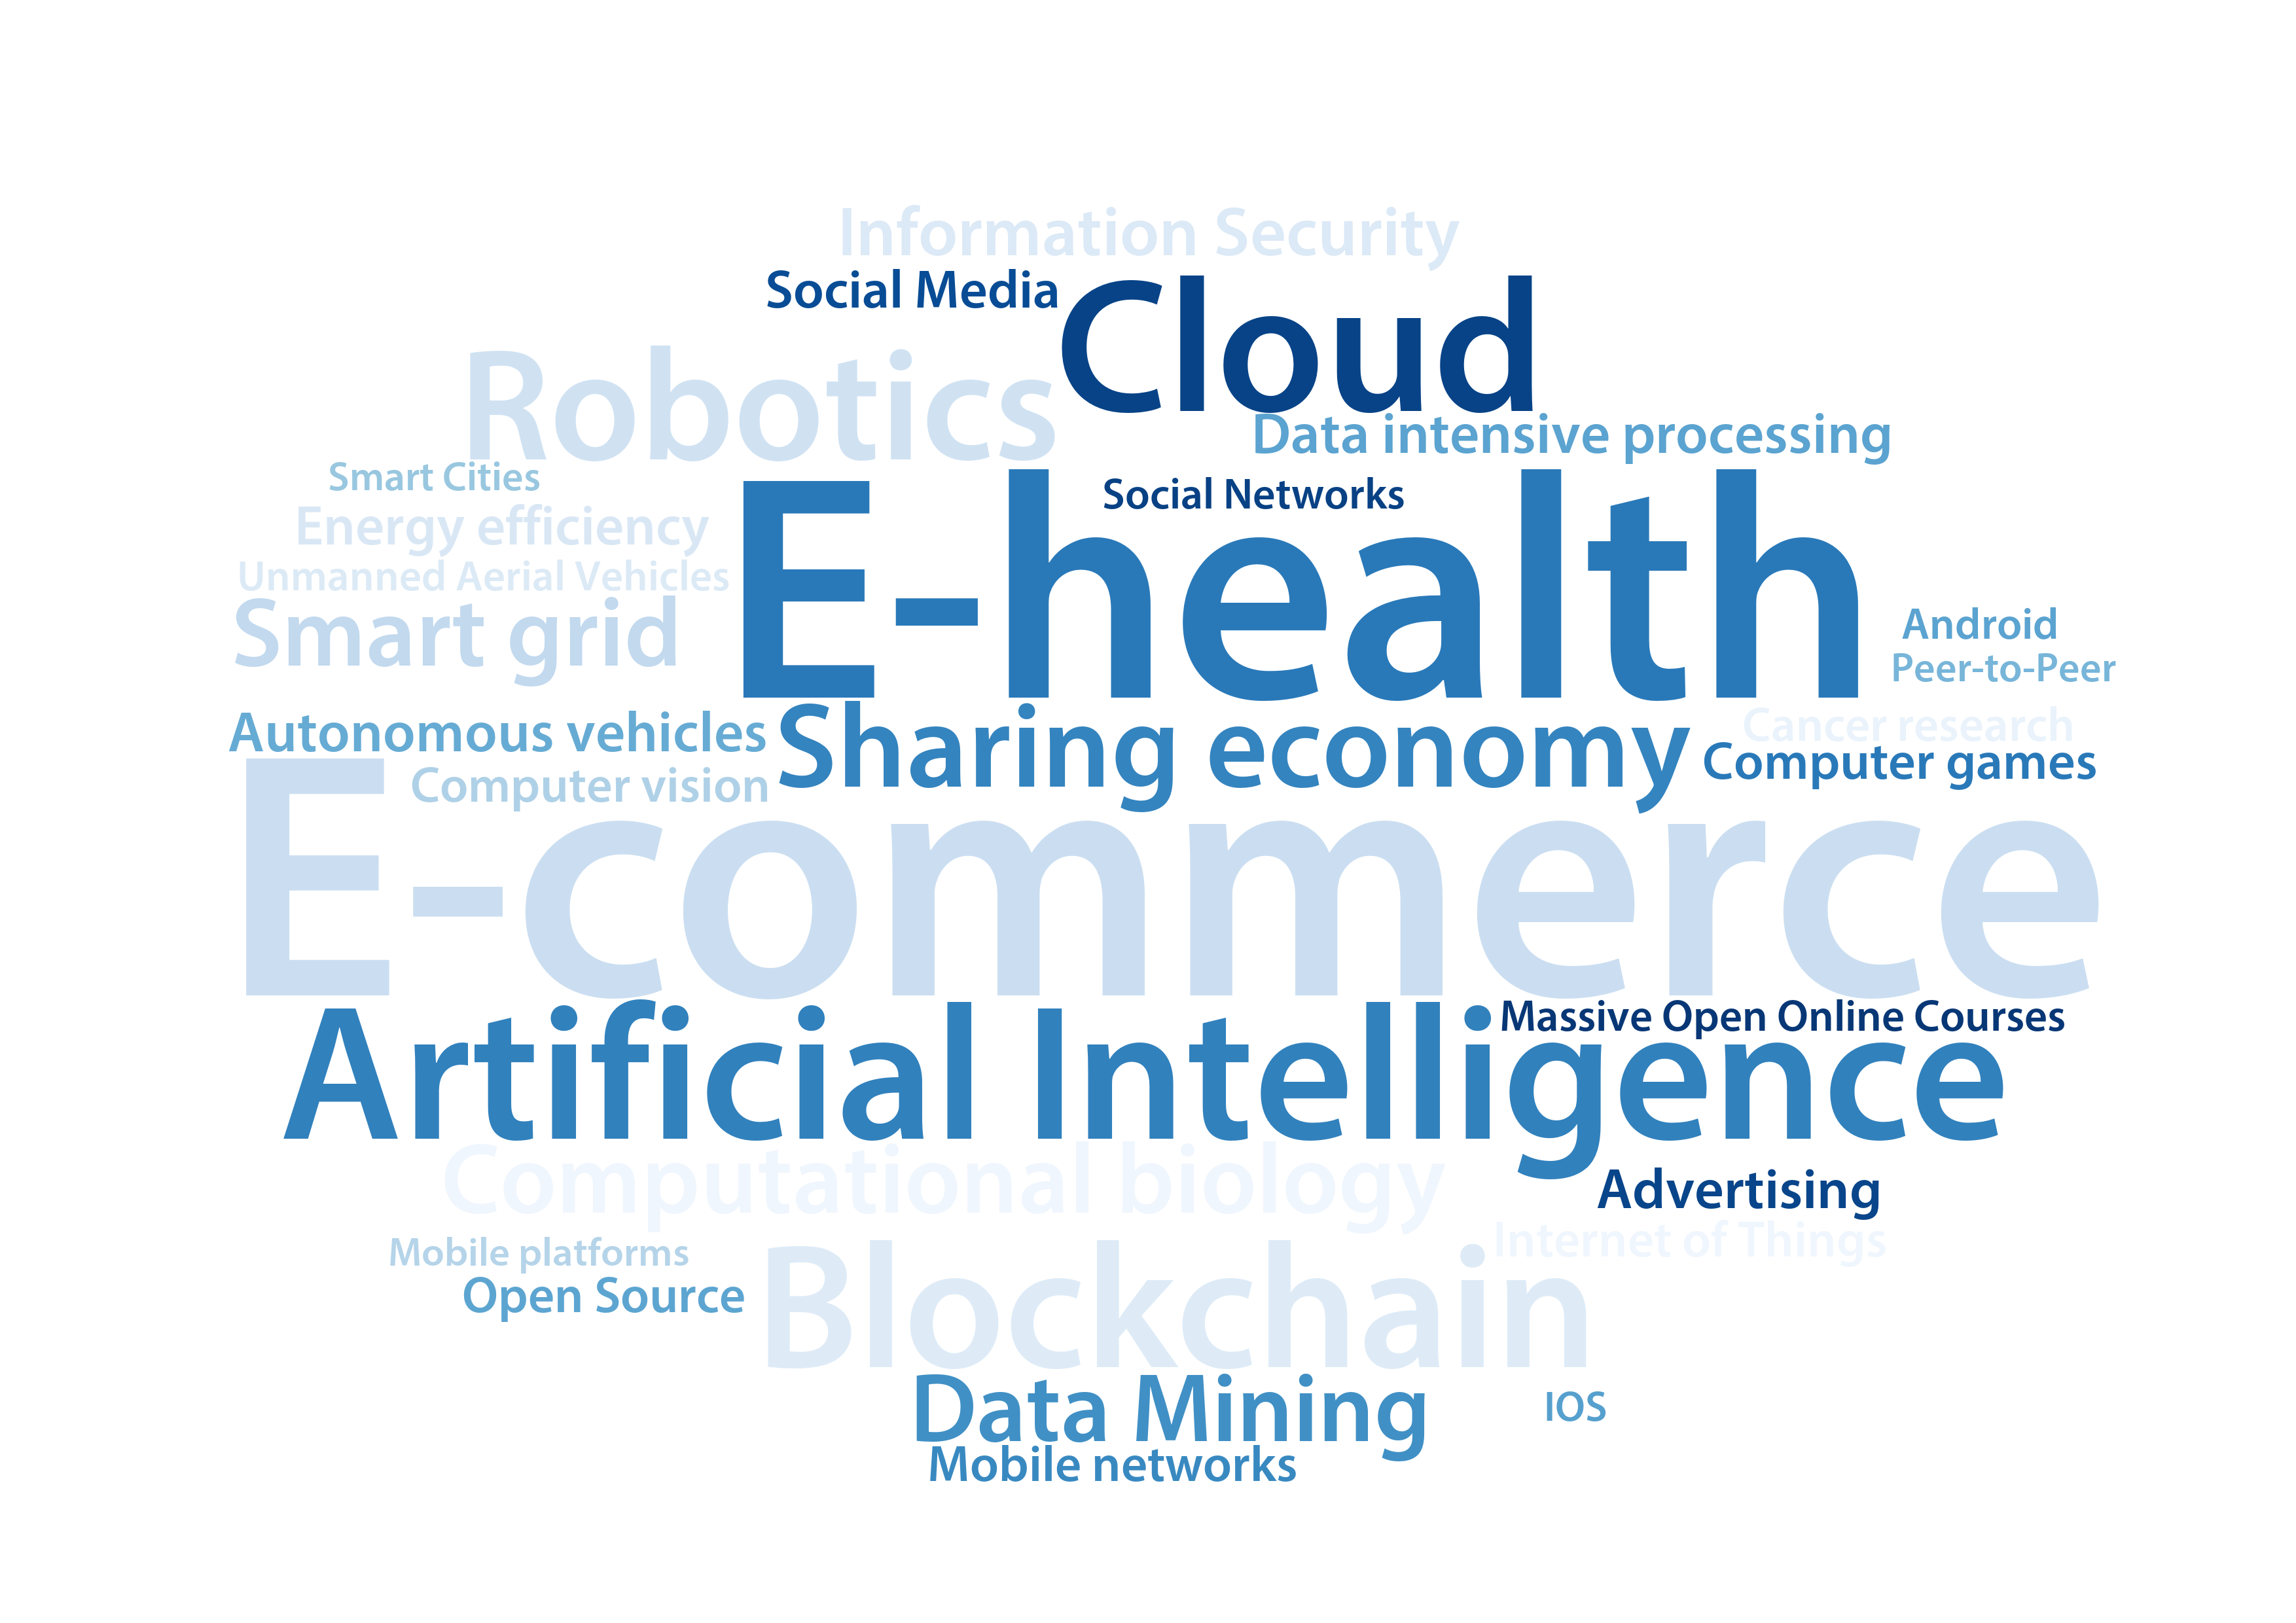 Information Security
Social Media
Cloud
Robotics
Data intensive processing
Smart Cities
Social Networks
Energy efficiency
E-health
Unmanned Aerial Vehicles
Smart grid
Android
Peer-to-Peer
Autonomous vehicles
Sharing economy
Cancer research
Computer games
Computer vision
E-commerce
Massive Open Online Courses
Artificial Intelligence
Computational biology
Advertising
Internet of Things
Mobile platforms
Open Source
Blockchain
Data Mining
IOS
Mobile networks